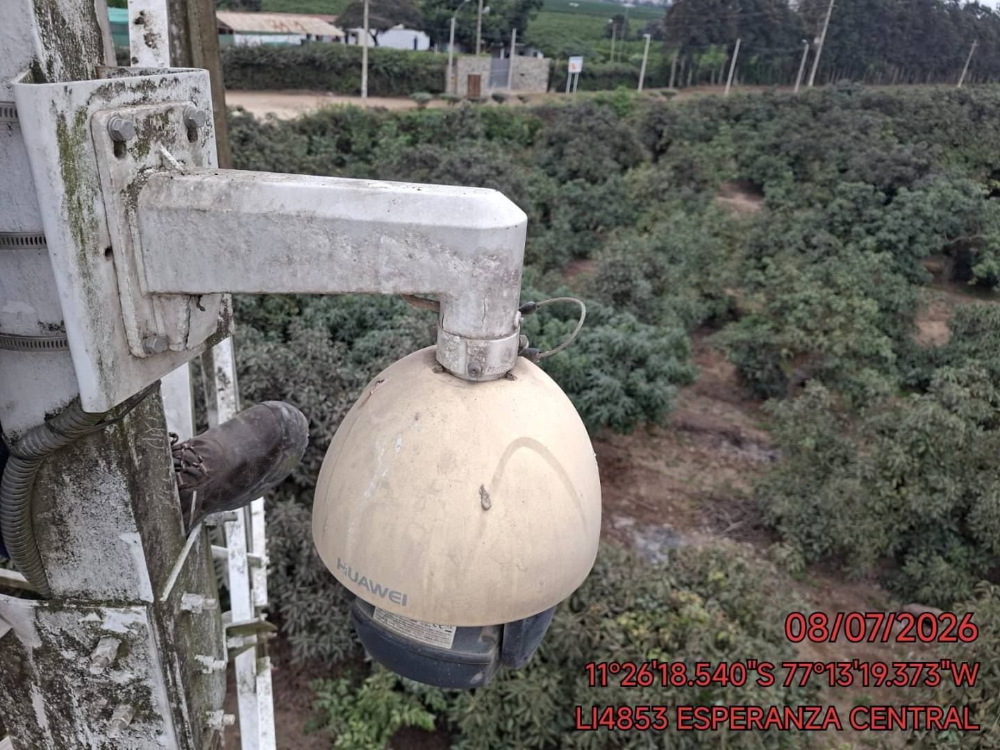 HUAWEI
08/07/2026
11°26'18.540"S 77°13'19.373"W
LI4853 ESPERANZA CENTRAL